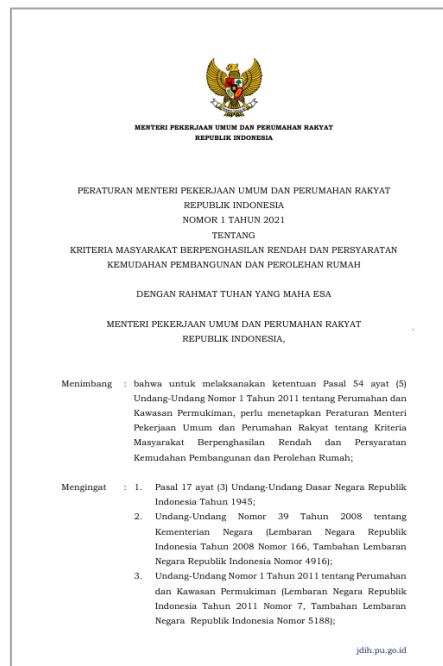 MENTERI PEKERJAAN UMUM DAN PERUMAHAN RAKYAT
REPUBLIK INDONESIA
PERATURAN MENTERI PEKERJAAN UMUM DAN PERUMAHAN RAKYAT
REPUBLIK INDONESIA
NOMOR 1 TAHUN 2021
TENTANG
KRITERIA MASYARAKAT BERPENGHASILAN RENDAH DAN PERSYARATAN
KEMUDAHAN PEMBANGUNAN DAN PEROLEHAN RUMAH
DENGAN RAHMAT TUHAN YANG MAHA ESA
MENTERI PEKERJAAN UMUM DAN PERUMAHAN RAKYAT
REPUBLIK INDONESIA,
Menimbang : bahwa untuk melaksanakan ketentuan Pasal 54 ayat (5)
Undang-Undang Nomor 1 Tahun 2011 tentang Perumahan dan
Kawasan Permukiman, perlu menetapkan Peraturan Menteri
Pekerjaan Umum dan Perumahan Rakyat tentang Kriteria
Masyarakat Berpenghasilan Rendah dan Persyaratan
Kemudahan Pembangunan dan Perolehan Rumah;
Mengingat : 1. Pasal 17 ayat (3) Undang-Undang Dasar Negara Republik
Indonesia Tahun 1945;
2. Undang-Undang Nomor 39 Tahun 2008 tentang
Kementerian Negara (Lembaran Negara Republik
Indonesia Tahun 2008 Nomor 166, Tambahan Lembaran
Negara Republik Indonesia Nomor 4916);
3. Undang-Undang Nomor 1 Tahun 2011 tentang Perumahan
dan Kawasan Permukiman (Lembaran Negara Republik
Indonesia Tahun 2011 Nomor 7, Tambahan Lembaran
Negara Republik Indonesia Nomor 5188);
jdih.pu.go.id